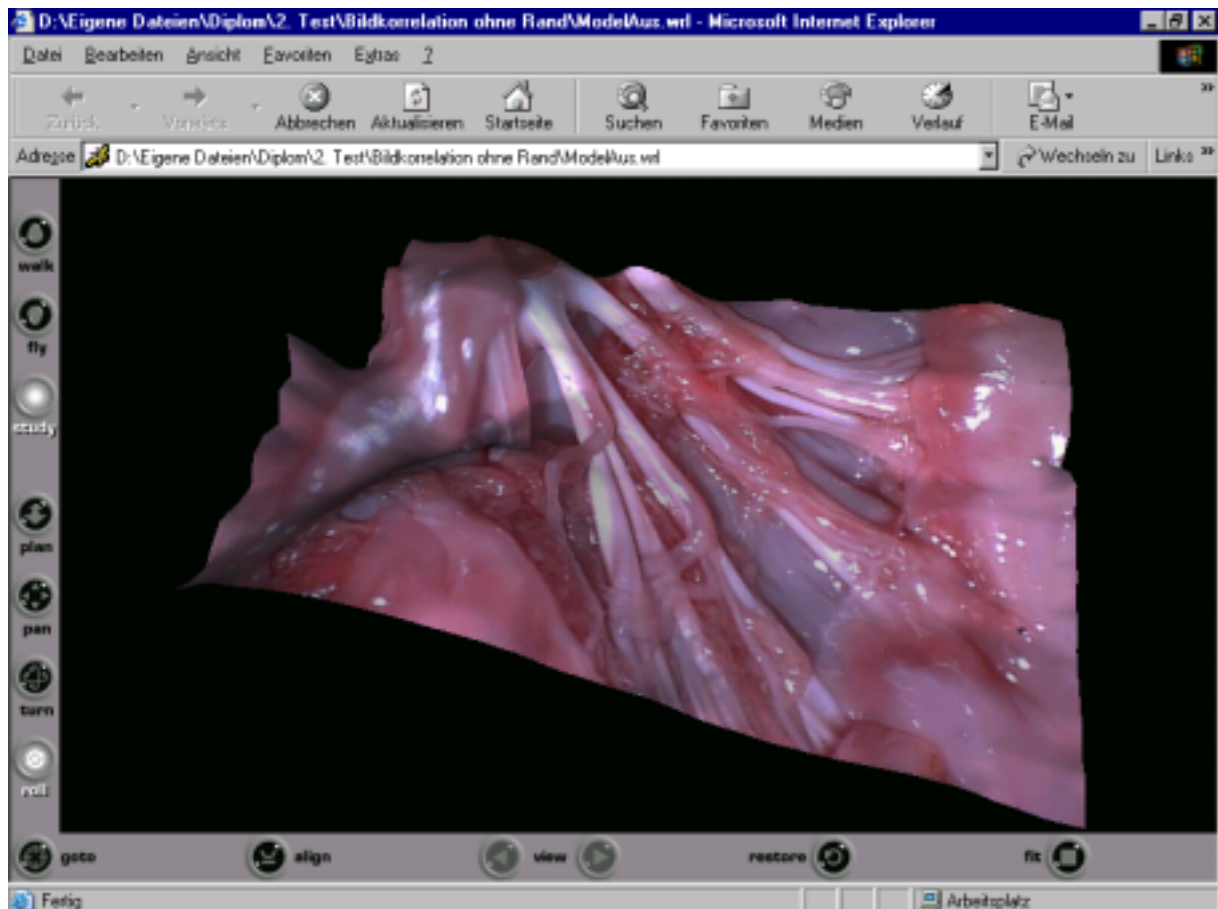 D:\Eigene Dateien\Diplom\2. Test\Bildkorrelation ohne Rand\ModelAus.wrl - Microsoft Internet Explorer
Datei Bearbeiten Ansicht Favoriten Extras ?
Zurück Vorwärts Abbrechen Aktualisieren Startseite Suchen Favoriten Medien Verlauf E-Mail »
Adresse D:\Eigene Dateien\Diplom\2. Test\Bildkorrelation ohne Rand\ModelAus.wrl Wechseln zu Links »
walk
fly
study
plan
pan
turn
roll
goto align view restore fit
Fertig Arbeitsplatz